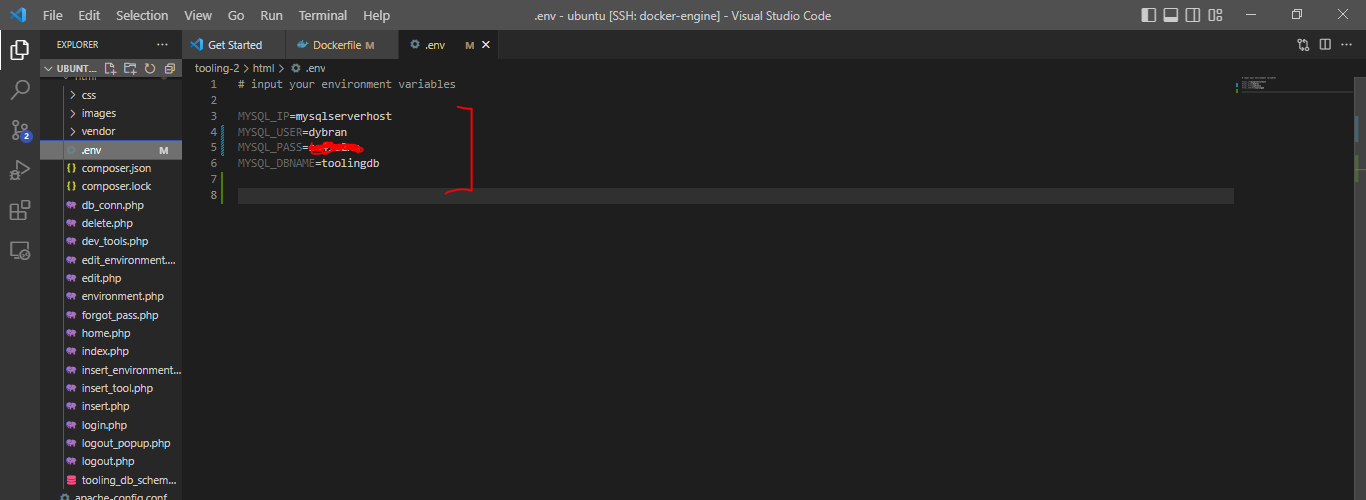 File Edit Selection View Go Run Terminal Help
.env - ubuntu [SSH: docker-engine] - Visual Studio Code
EXPLORER
UBUNT...
html
css
images
vendor
.env M
composer.json
composer.lock
db_conn.php
delete.php
dev_tools.php
edit_environment....
edit.php
environment.php
forgot_pass.php
home.php
index.php
insert_environment...
insert_tool.php
insert.php
login.php
logout_popup.php
logout.php
tooling_db_schem...
apache-config.conf
2
Get Started
Dockerfile M
.env M
tooling-2 > html > .env
1 # input your environment variables
2
3 MYSQL_IP=mysqlserverhost
4 MYSQL_USER=dybran
5 MYSQL_PASS=
6 MYSQL_DBNAME=toolingdb
7
8